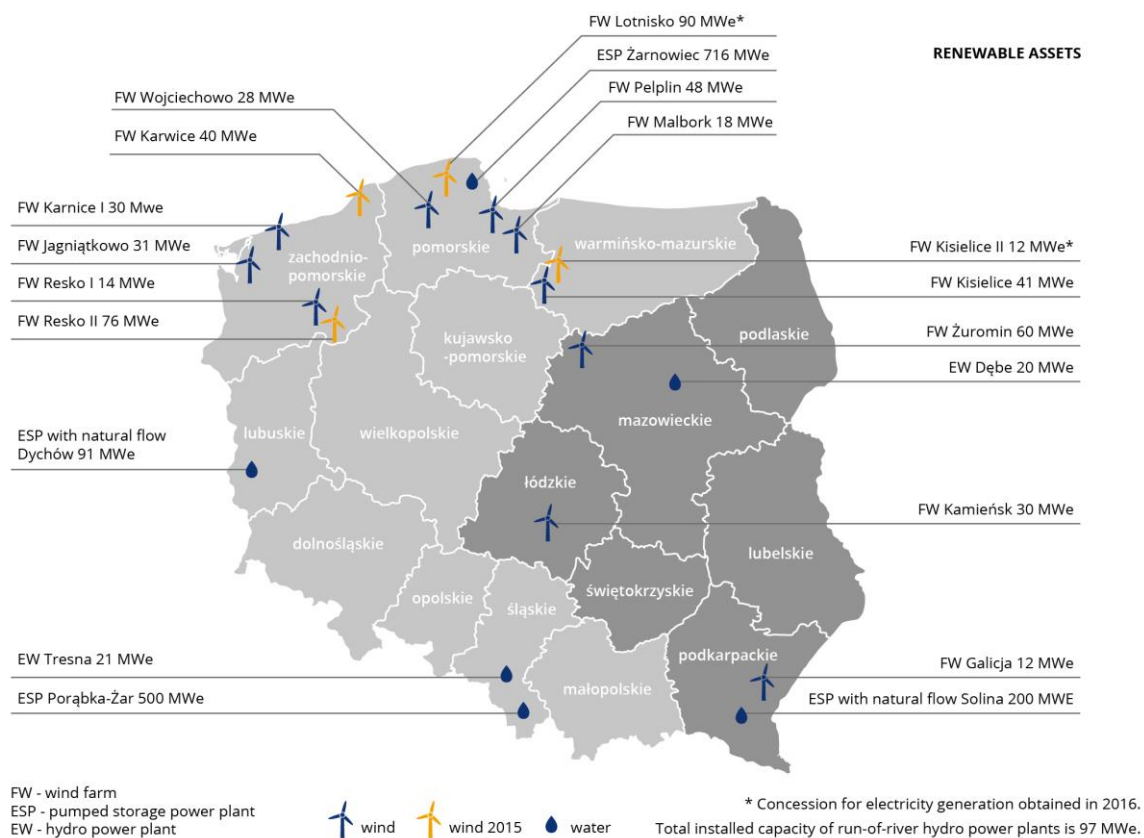 FW Lotnisko 90 MWe*
ESP Żarnowiec 716 MWe
RENEWABLE ASSETS
FW Pelplin 48 MWe
FW Wojciechowo 28 MWe
FW Malbork 18 MWe
FW Karwice 40 MWe
FW Karnice I 30 Mwe
FW Jagniątkowo 31 MWe
FW Resko I 14 MWe
FW Resko II 76 MWe
zachodnio-
pomorskie
pomorskie
warmińsko-mazurskie
FW Kisielice II 12 MWe*
FW Kisielice 41 MWe
kujawsko
-pomorskie
podlaskie
FW Żuromin 60 MWe
EW Dębe 20 MWe
mazowieckie
lubuskie
wielkopolskie
ESP with natural flow
Dychów 91 MWe
łódzkie
FW Kamieńsk 30 MWe
dolnośląskie
lubelskie
opolskie
śląskie
świętokrzyskie
EW Tresna 21 MWe
ESP Porąbka-Żar 500 MWe
małopolskie
podkarpackie
FW Galicja 12 MWe
ESP with natural flow Solina 200 MWE
FW - wind farm
ESP - pumped storage power plant
EW - hydro power plant
wind
wind 2015
water
* Concession for electricity generation obtained in 2016.
Total installed capacity of run-of-river hydro power plants is 97 MWe.